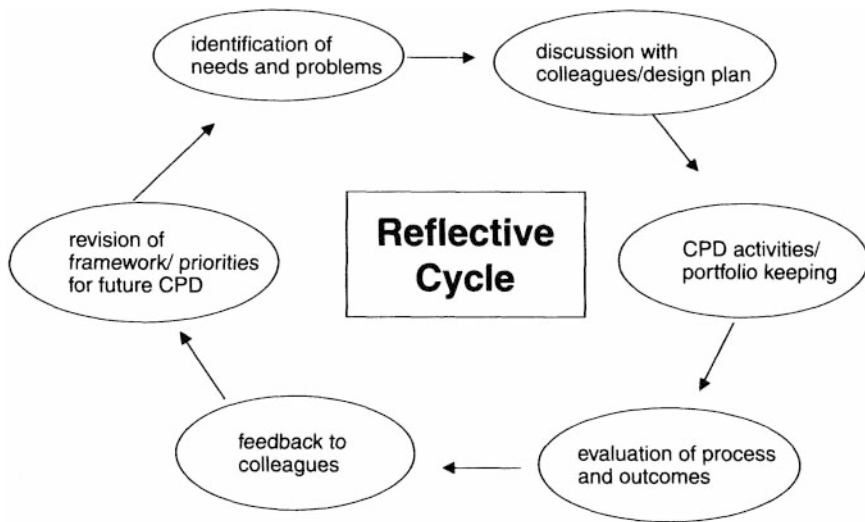 identification of
needs and problems
discussion with
colleagues/design plan
CPD activities/
portfolio keeping
evaluation of process
and outcomes
feedback to
colleagues
revision of
framework/ priorities
for future CPD
Reflective
Cycle